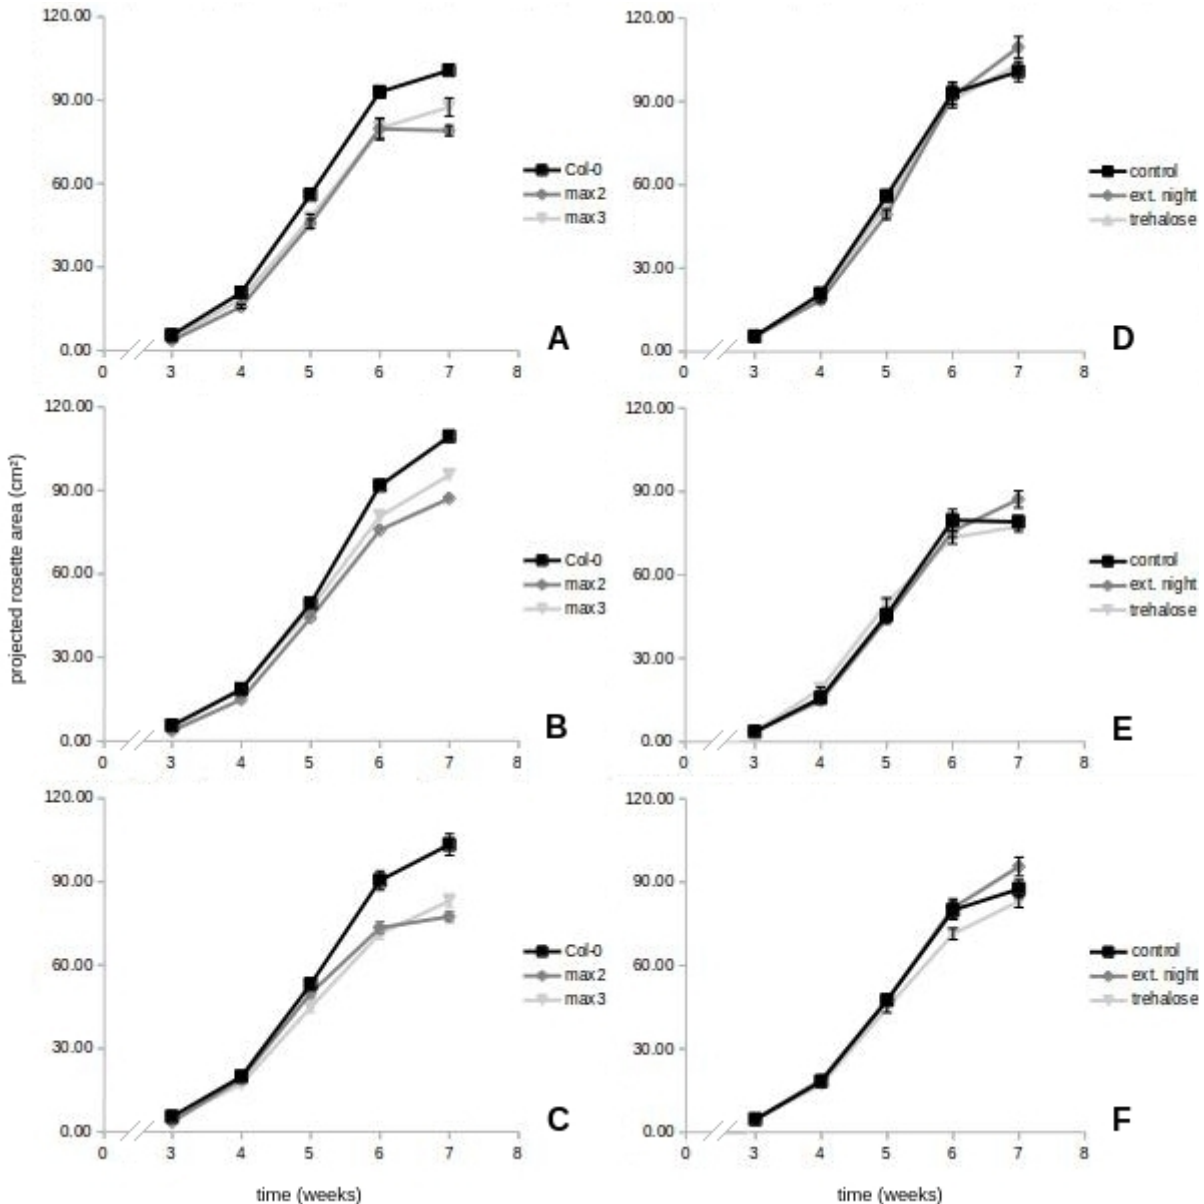 120.00
90.00
60.00
30.00
0.00
0 3 4 5 6 7 8
Col-0
max2
max3
A
120.00
90.00
60.00
30.00
0.00
0 3 4 5 6 7 8
control
ext. night
trehalose
D
projected rosette area (cm²)
120.00
90.00
60.00
30.00
0.00
0 3 4 5 6 7 8
Col-0
max2
max3
B
120.00
90.00
60.00
30.00
0.00
0 3 4 5 6 7 8
control
ext. night
trehalose
E
120.00
90.00
60.00
30.00
0.00
0 3 4 5 6 7 8
Col-0
max2
max3
C
time (weeks)
120.00
90.00
60.00
30.00
0.00
0 3 4 5 6 7 8
control
ext. night
trehalose
F
time (weeks)